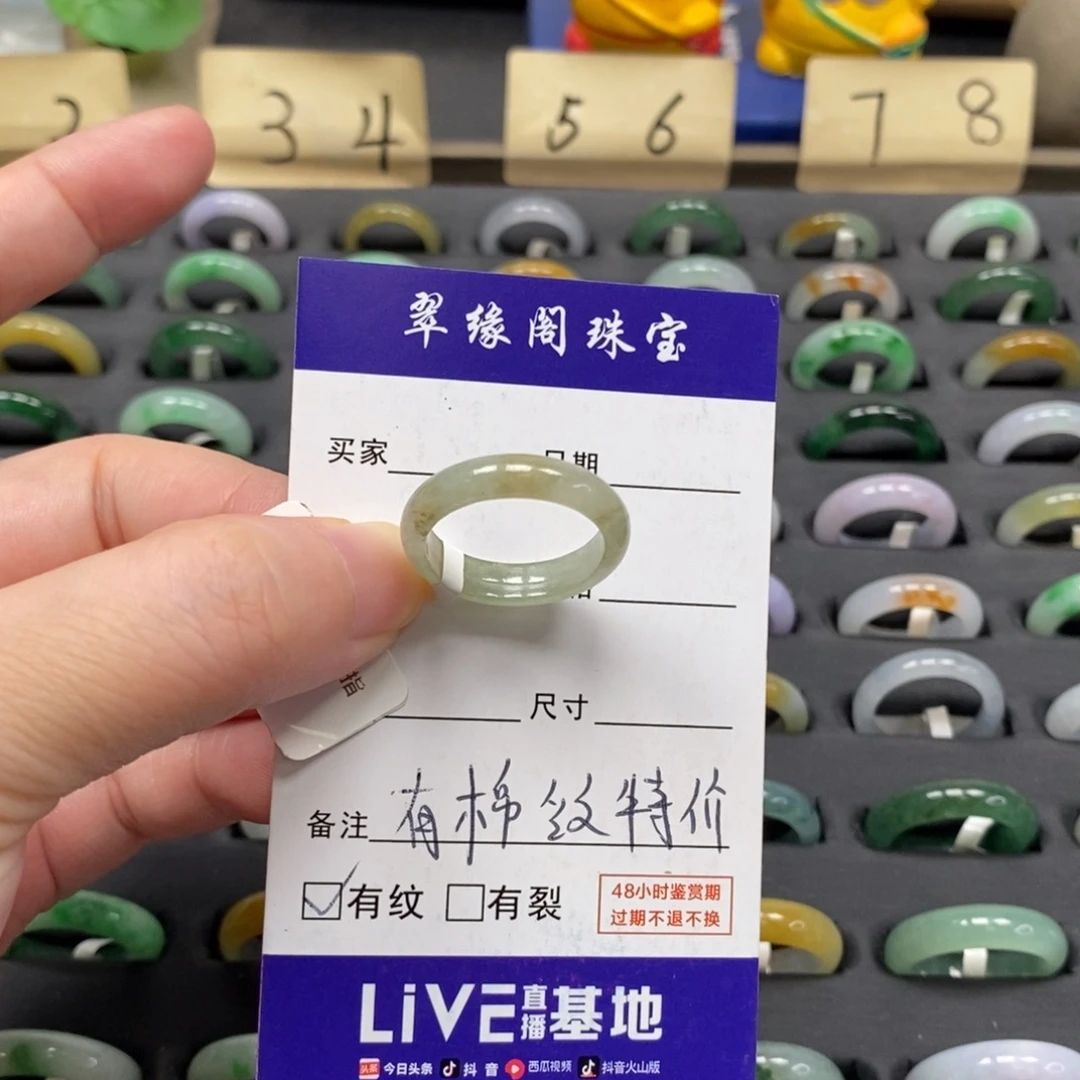 2
3 4
5 6
7 8
翠缘阁珠宝
买家 日期
指
尺寸
备注 有棉纹特价
有纹 有裂
48小时鉴赏期
过期不退不换
LiVE直播基地
头条 今日头条 抖音 西瓜视频 抖音火山版